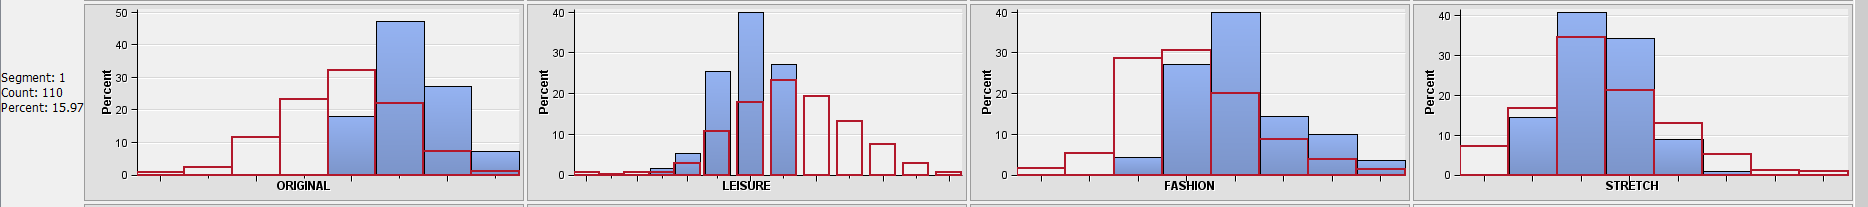 Segment: 1
Count: 110
Percent: 15.97
Percent
50
40
30
20
10
0
ORIGINAL
Percent
40
30
20
10
0
LEISURE
Percent
40
30
20
10
0
FASHION
Percent
40
30
20
10
0
STRETCH